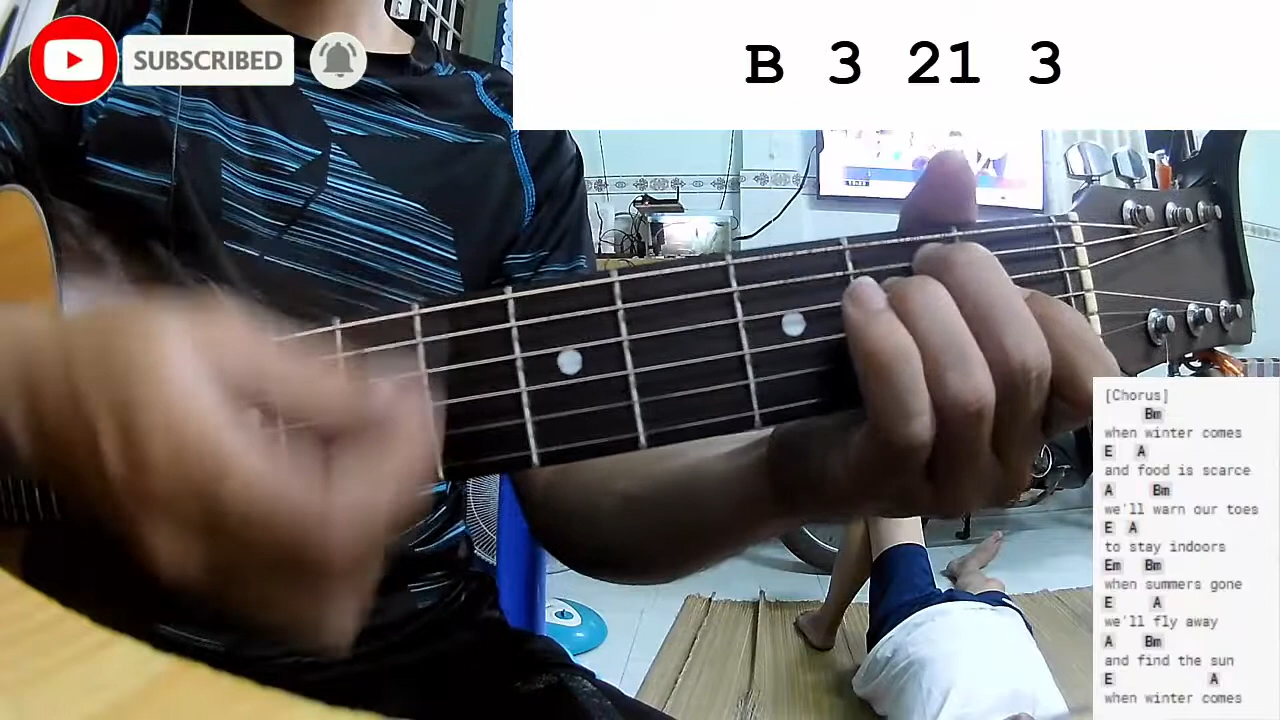 SUBSCRIBED
B 3 21 3
[Chorus]
Bm
when winter comes
E A
and food is scarce
A Bm
we'll warn our toes
E A
to stay indoors
Em Bm
when summers gone
E A
we'll fly away
A Bm
and find the sun
E A
when winter comes